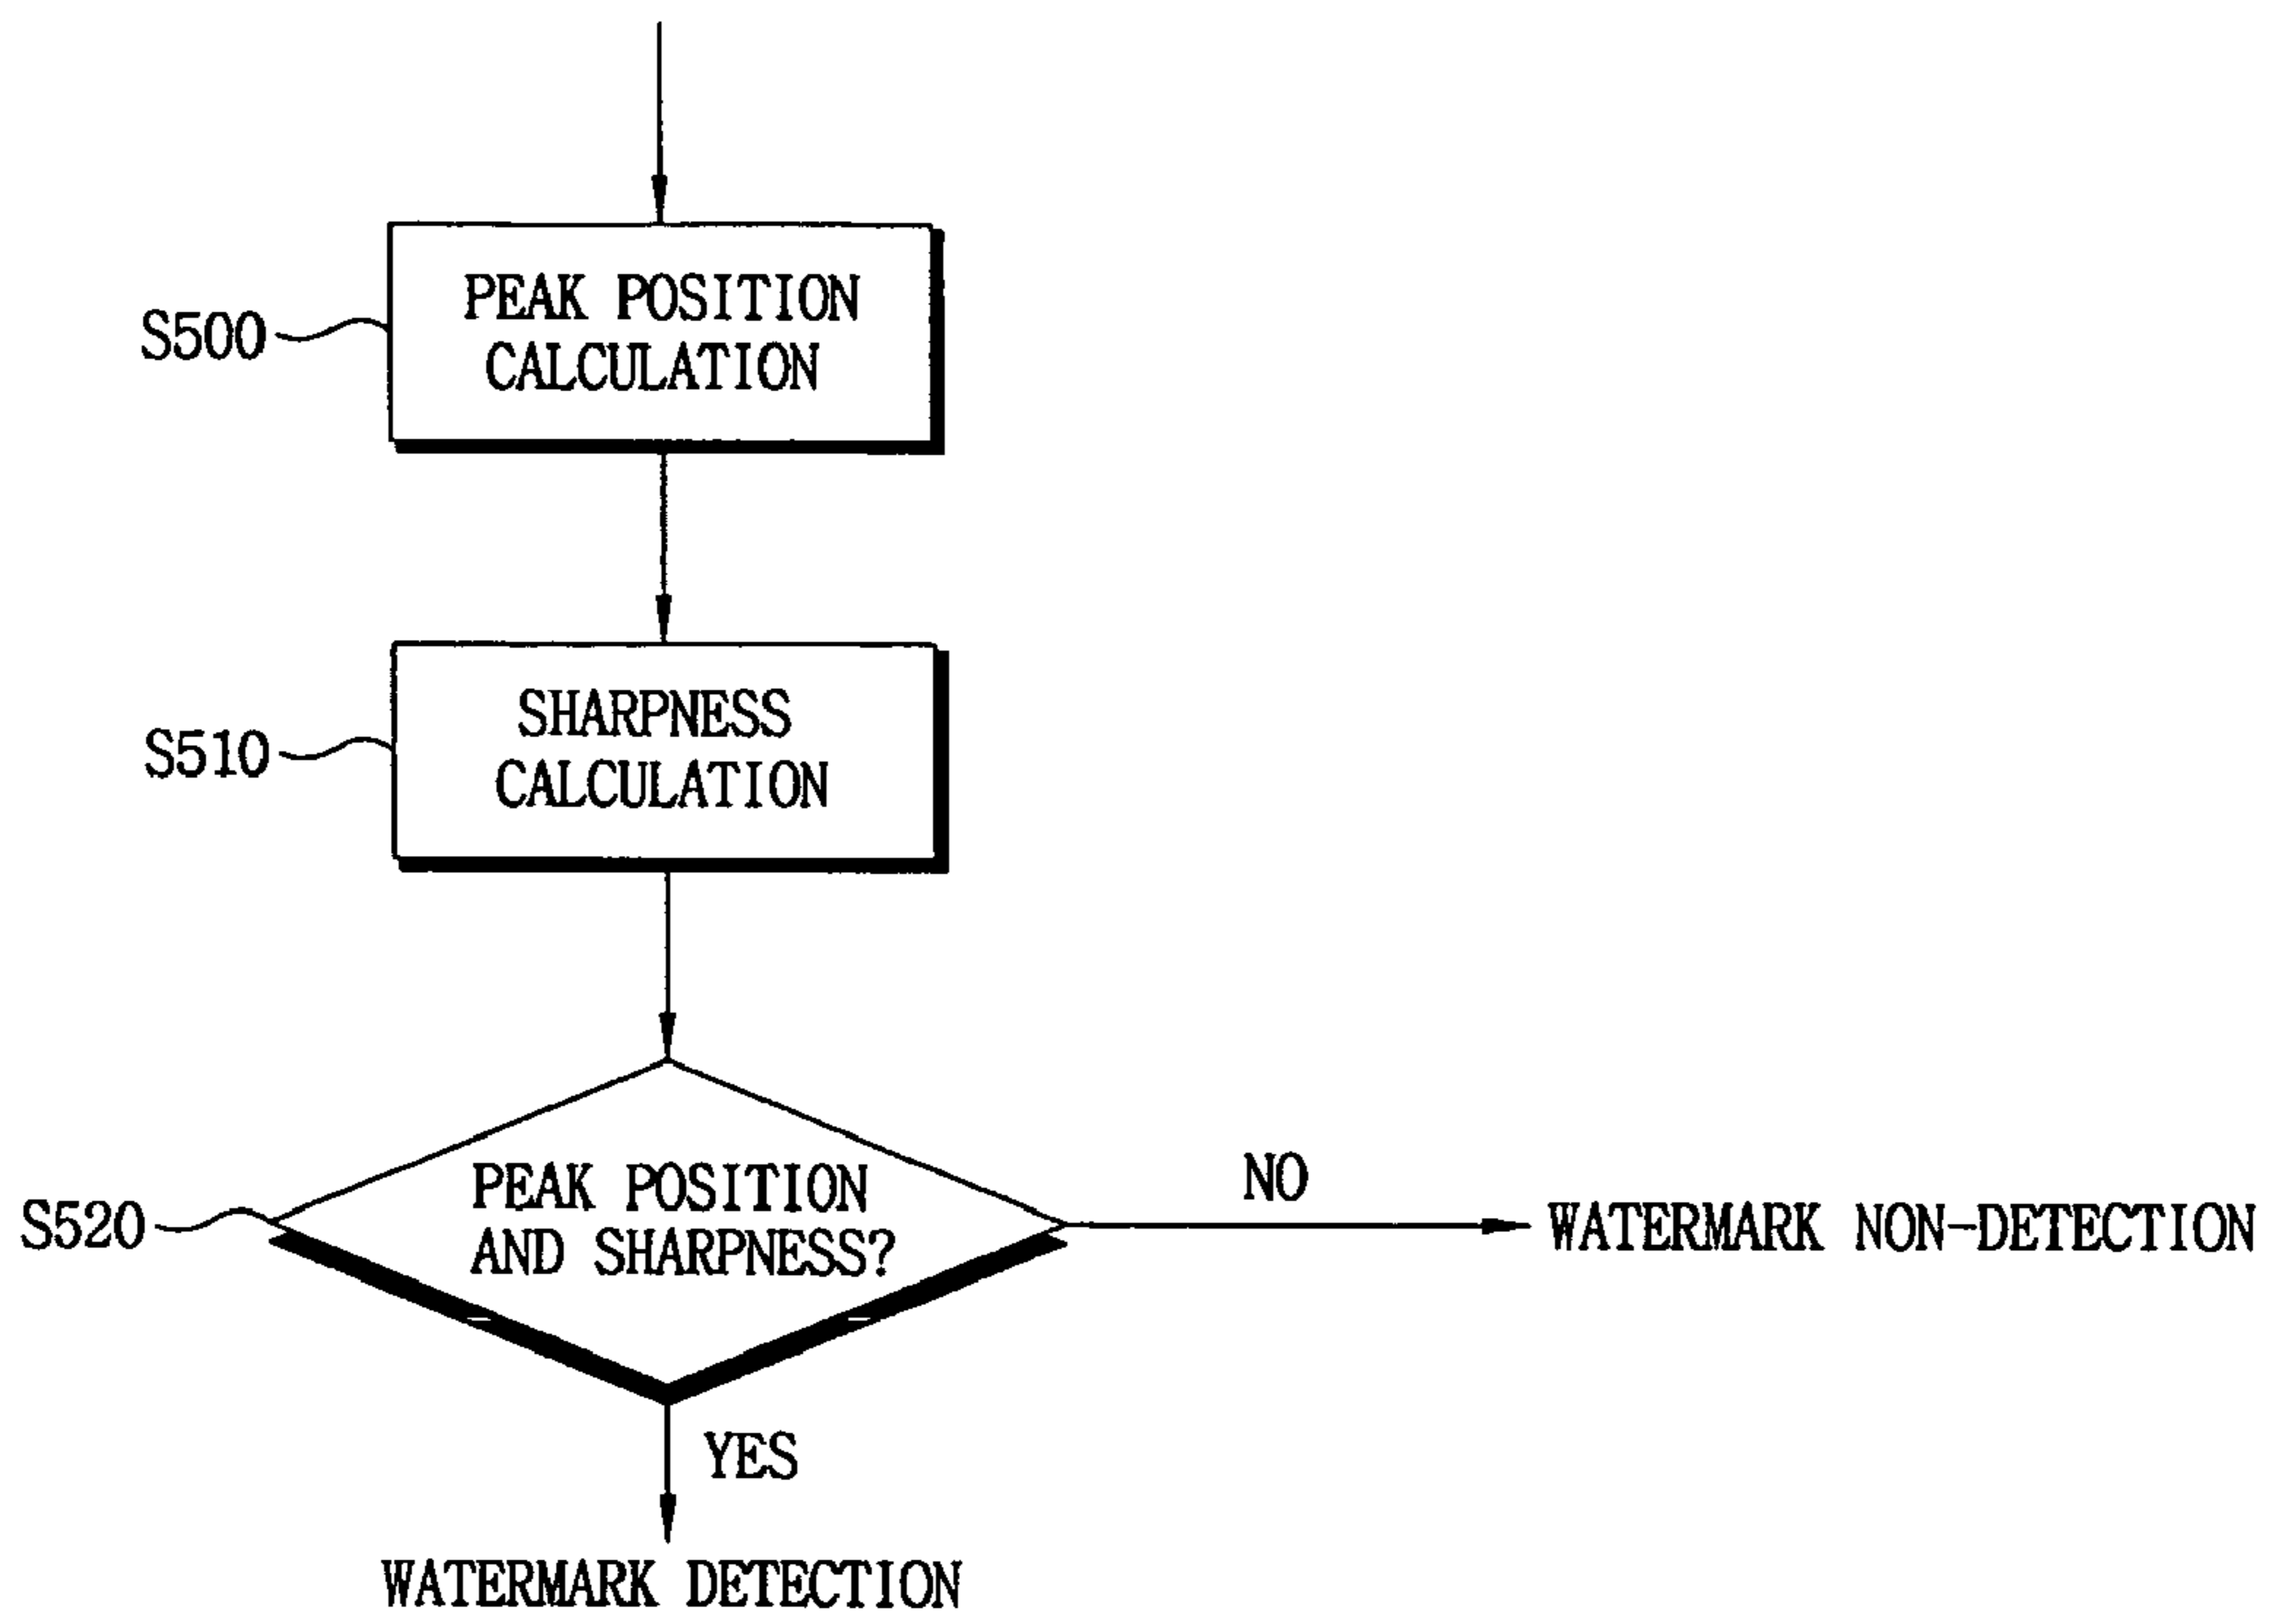 S500
PEAK POSITION
CALCULATION
S510
SHARPNESS
CALCULATION
S520
PEAK POSITION
AND SHARPNESS?
NO
WATERMARK NON-DETECTION
YES
WATERMARK DETECTION